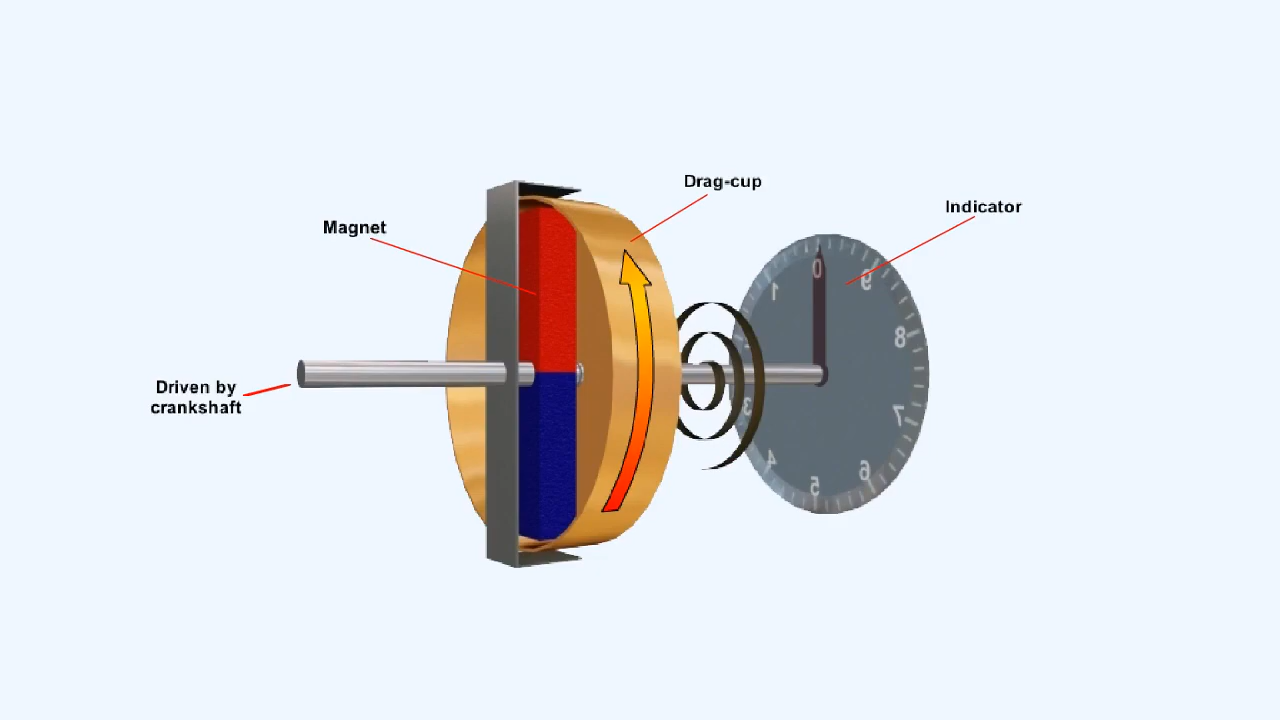 Drag-cup
Indicator
Magnet
Driven by
crankshaft
0
1
3
4
5
6
7
8
9